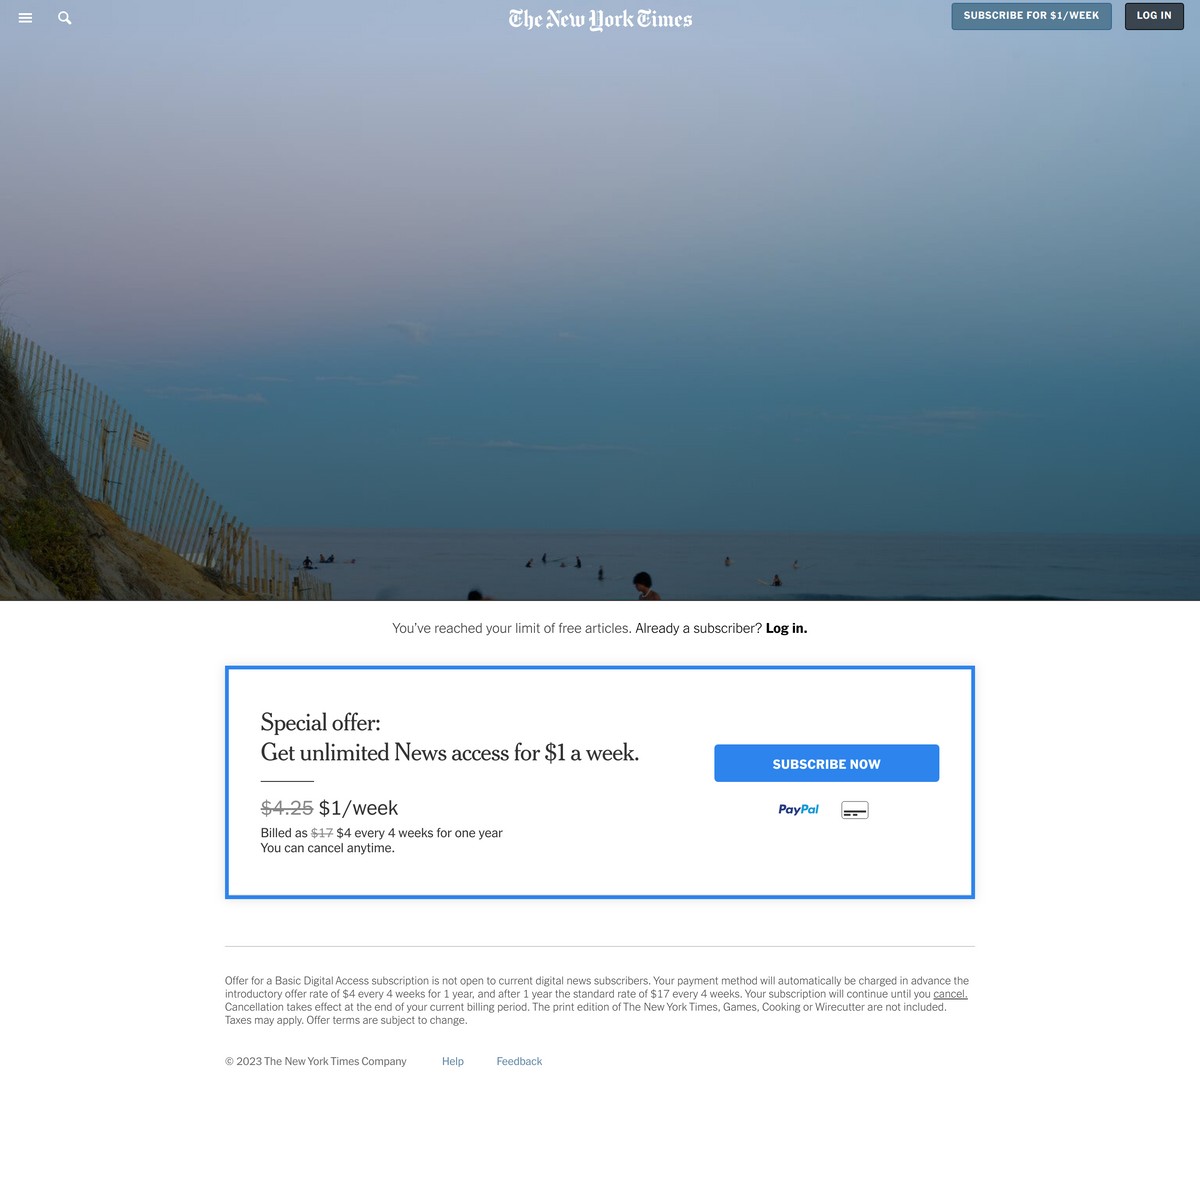 The New York Times
SUBSCRIBE FOR $1/WEEK
LOG IN
You’ve reached your limit of free articles. Already a subscriber? Log in.
Special offer:
Get unlimited News access for $1 a week.
$4.25 $1/week
Billed as $17 $4 every 4 weeks for one year
You can cancel anytime.
SUBSCRIBE NOW
PayPal
Offer for a Basic Digital Access subscription is not open to current digital news subscribers. Your payment method will automatically be charged in advance the
introductory offer rate of $4 every 4 weeks for 1 year, and after 1 year the standard rate of $17 every 4 weeks. Your subscription will continue until you cancel.
Cancellation takes effect at the end of your current billing period. The print edition of The New York Times, Games, Cooking or Wirecutter are not included.
Taxes may apply. Offer terms are subject to change.
© 2023 The New York Times Company
Help
Feedback